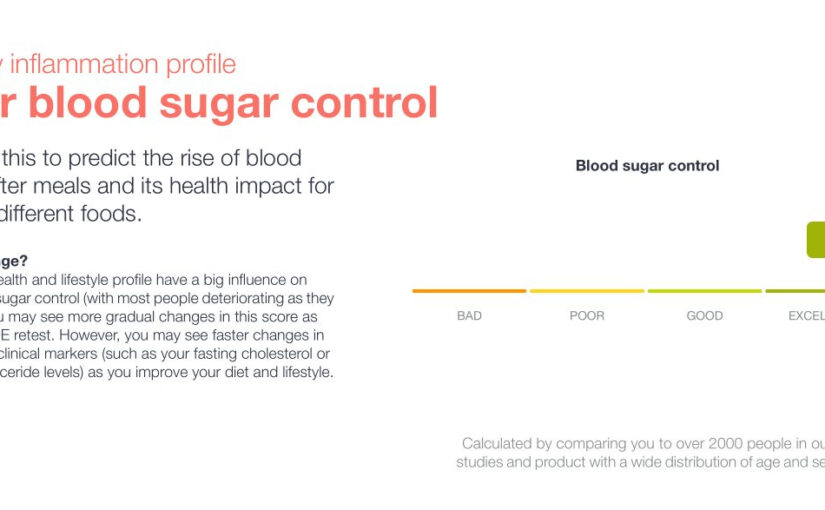 inflammation profile
r blood sugar control
this to predict the rise of blood
fter meals and its health impact for
different foods.
nge?
ealth and lifestyle profile have a big influence on
sugar control (with most people deteriorating as they
u may see more gradual changes in this score as
E retest. However, you may see faster changes in
clinical markers (such as your fasting cholesterol or
ceride levels) as you improve your diet and lifestyle.
Blood sugar control
BAD POOR GOOD EXCEL
Calculated by comparing you to over 2000 people in ou
studies and product with a wide distribution of age and se